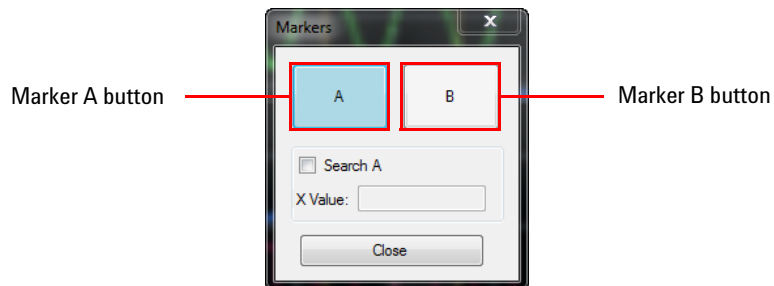 Markers
X
A
B
Marker A button
Marker B button
Search A
X Value:
Close